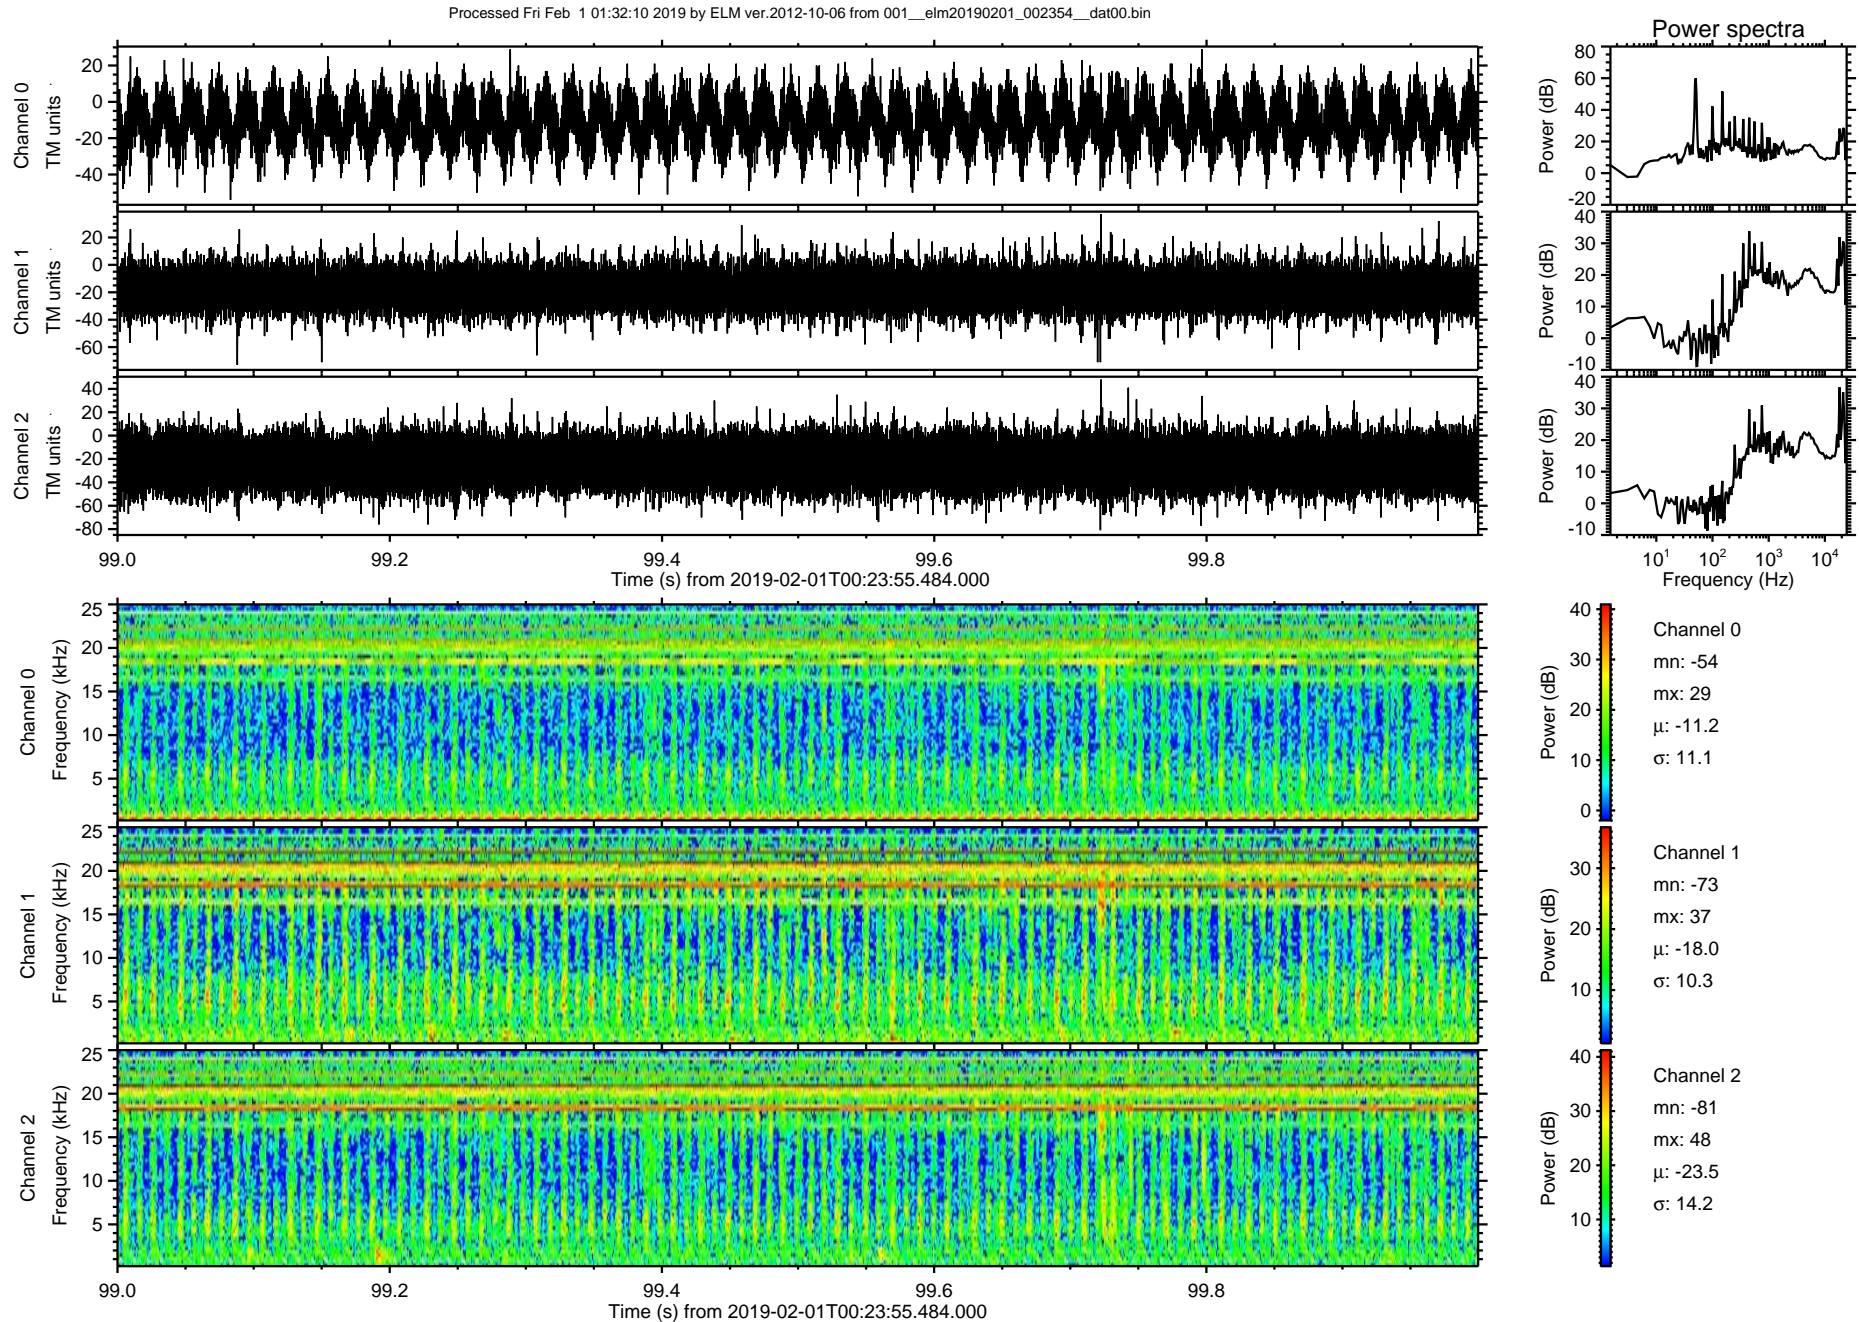 Processed Fri Feb  1 01:32:10 2019 by ELM ver.2012-10-06 from 001__elm20190201_002354__dat00.bin
Power spectra
Channel 0
TM units
20
0
-20
-40
Power (dB)
80
60
40
20
0
-20
Channel 1
TM units
20
0
-20
-40
-60
Power (dB)
40
30
20
10
0
-10
Channel 2
TM units
40
20
0
-20
-40
-60
-80
Power (dB)
40
30
20
10
0
-10
99.0 99.2 99.4 99.6 99.8
Time (s) from 2019-02-01T00:23:55.484.000
10¹ 10² 10³ 10⁴
Frequency (Hz)
Channel 0
Frequency (kHz)
25
20
15
10
5
Power (dB)
40
30
20
10
0
Channel 0
mn: -54
mx: 29
μ: -11.2
σ: 11.1
Channel 1
Frequency (kHz)
25
20
15
10
5
Power (dB)
30
20
10
Channel 1
mn: -73
mx: 37
μ: -18.0
σ: 10.3
Channel 2
Frequency (kHz)
25
20
15
10
5
Power (dB)
40
30
20
10
Channel 2
mn: -81
mx: 48
μ: -23.5
σ: 14.2
99.0 99.2 99.4 99.6 99.8
Time (s) from 2019-02-01T00:23:55.484.000